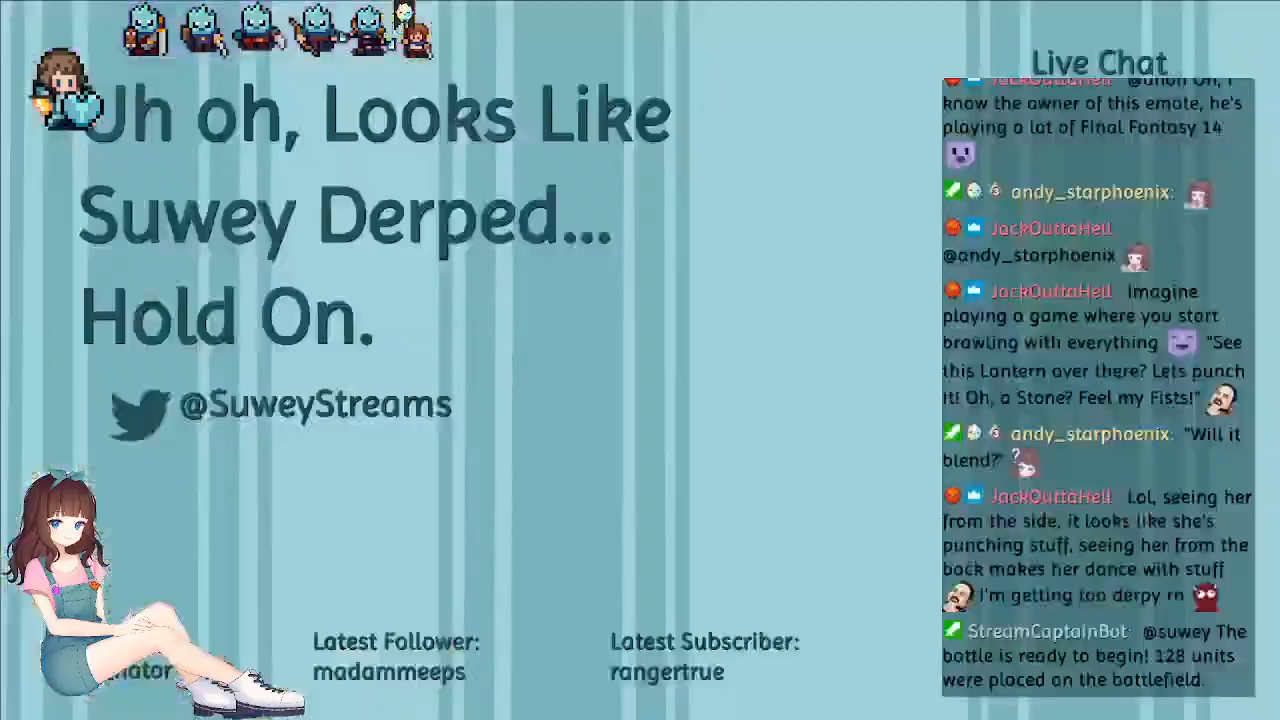 Uh oh, Looks Like
Suwey Derped...
Hold On.
@SuweyStreams
Latest Follower:
madammeeps
Latest Subscriber:
rangertrue
Live Chat
JackOuttaHell
know the owner of this emote, he's
playing a lot of Final Fantasy 14
andy_starphoenix:
JackOuttaHell
@andy_starphoenix
JackOuttaHell Imagine
playing a game where you start
brawling with everything "See
this Lantern over there? Lets punch
it! Oh, a Stone? Feel my Fists!"
andy_starphoenix: "Will it
blend?"
JackOuttaHell Lol, seeing her
from the side, it looks like she's
punching stuff, seeing her from the
back makes her dance with stuff
I'm getting too derpy rn
StreamCaptainBot: @suwey The
battle is ready to begin! 128 units
were placed on the battlefield.